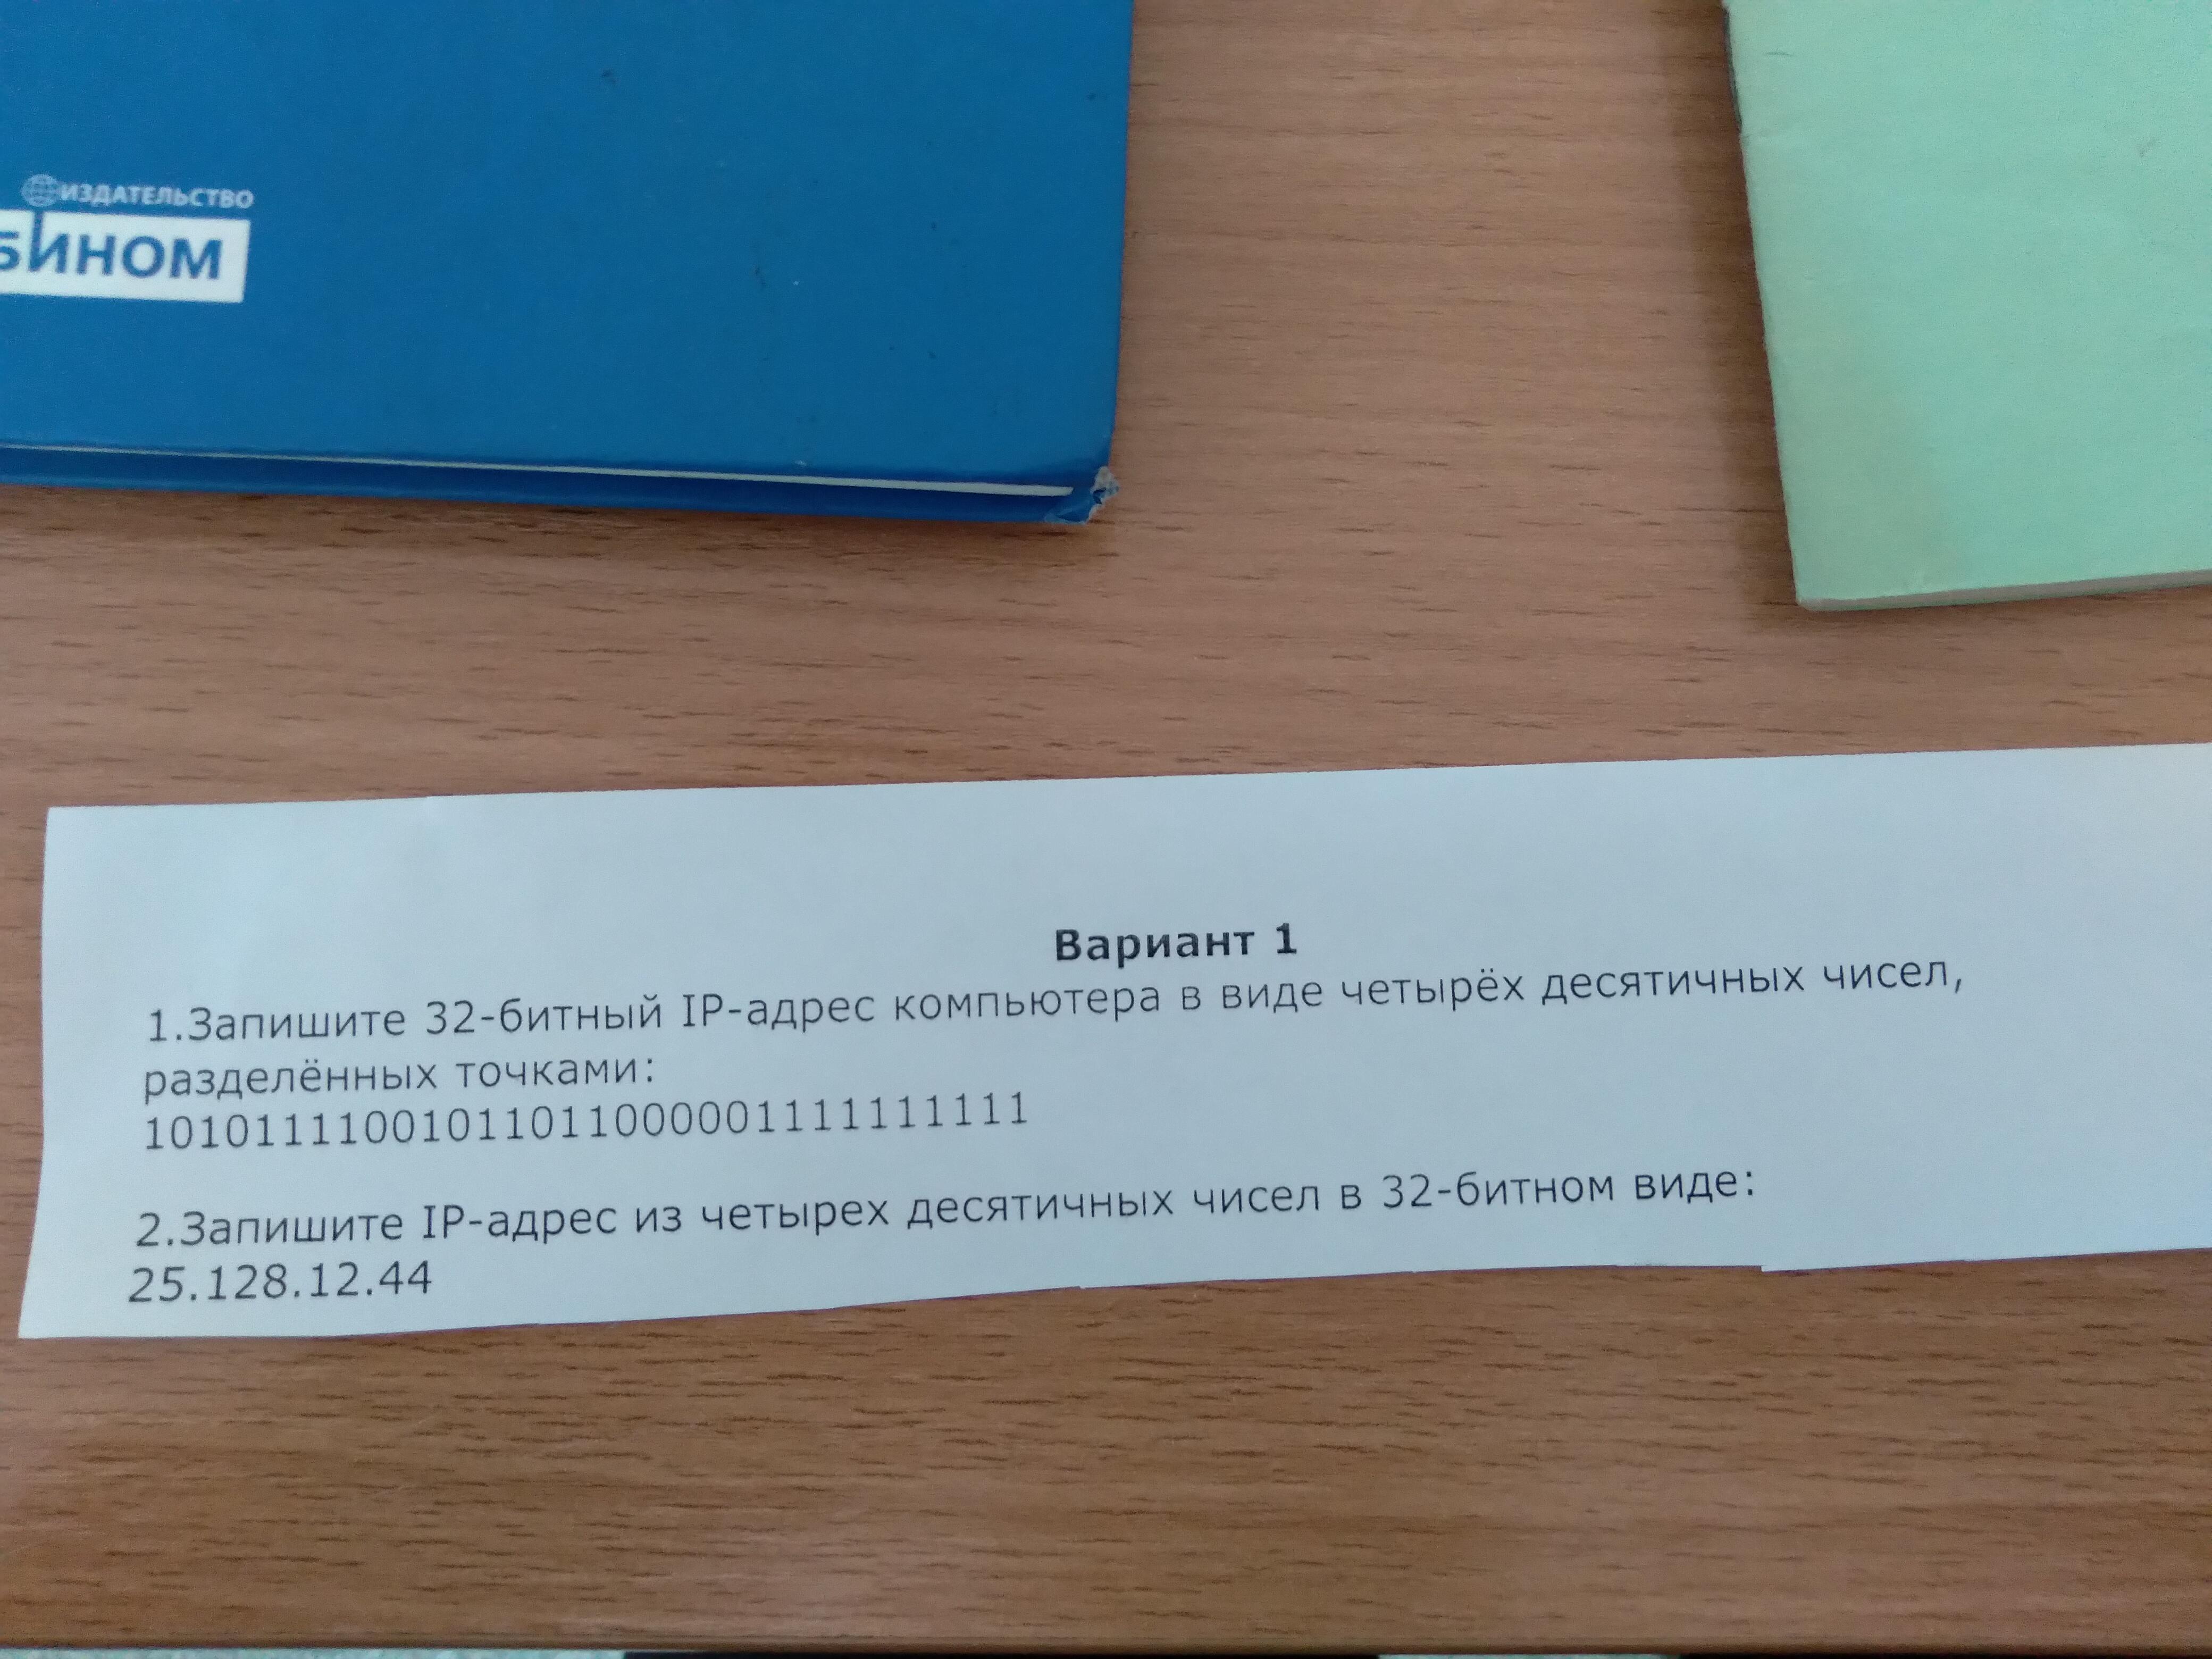 ИЗДАТЕЛЬСТВО
БИНОМ
Вариант 1
1.Запишите 32-битный IP-адрес компьютера в виде четырёх десятичных чисел,
разделённых точками:
10101111001011011000001111111111
2.Запишите IP-адрес из четырех десятичных чисел в 32-битном виде:
25.128.12.44